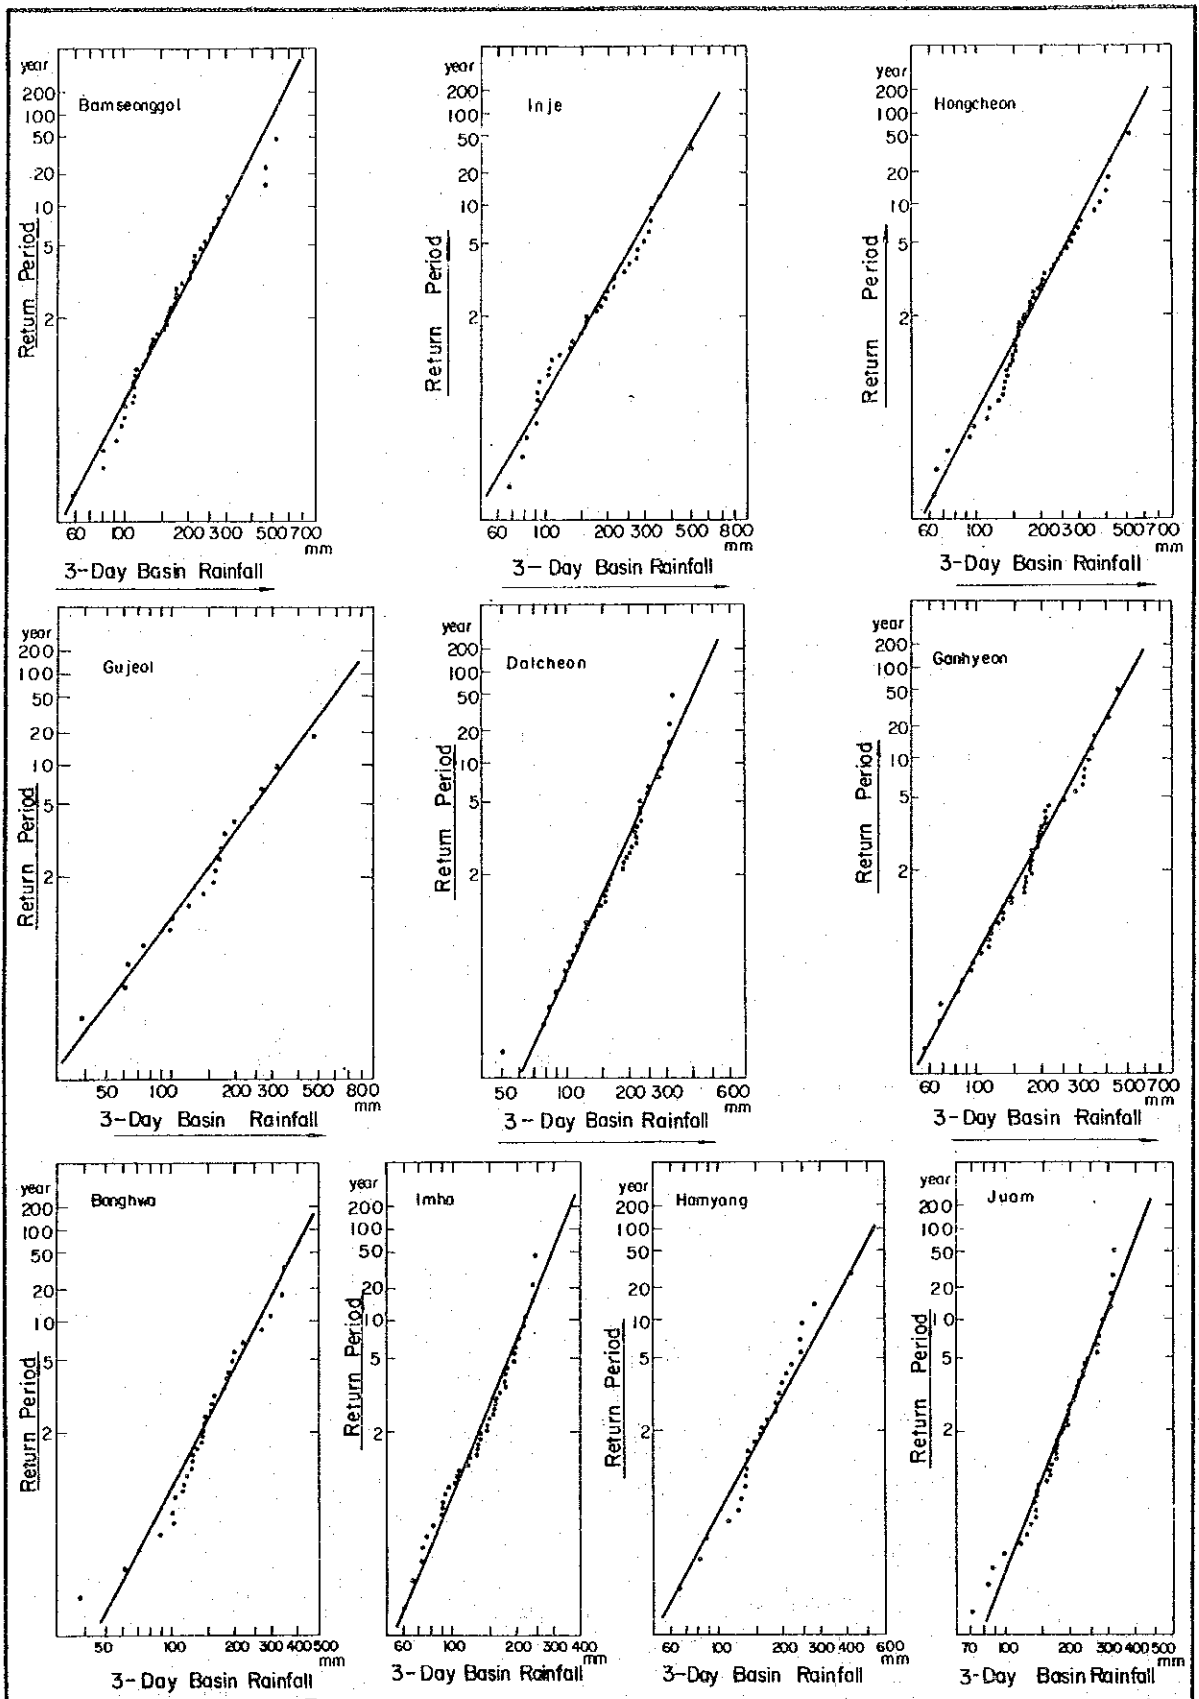 year
200
100
50
20
10
5
2
Return Period
Bamseonggol
60 100 200 500 700
mm
3-Day Basin Rainfall
year
200
100
50
20
10
5
2
Return Period
Inje
60 100 200 300 500 800
mm
3-Day Basin Rainfall
year
200
100
50
20
10
5
2
Return Period
Hongcheon
60 100 200 300 500 700
mm
3-Day Basin Rainfall
year
200
100
50
20
10
5
2
Return Period
Gujeol
50 100 200 300 500 800
mm
3-Day Basin Rainfall
year
200
100
50
20
10
5
2
Return Period
Dalcheon
50 100 200 300 600
mm
3-Day Basin Rainfall
year
200
100
50
20
10
5
2
Return Period
Ganhyeon
60 100 200 300 500 700
mm
3-Day Basin Rainfall
year
200
100
50
20
10
5
2
Return Period
Bonghwa
50 100 200 300 400 500
mm
3-Day Basin Rainfall
year
200
100
50
20
10
5
2
Return Period
Imha
60 100 200 300 400
mm
3-Day Basin Rainfall
year
200
100
50
20
10
5
2
Return Period
Hamyang
60 100 200 300 400 600
mm
3-Day Basin Rainfall
year
200
100
50
20
10
5
2
Return Period
Juam
70 100 200 300 400 500
mm
3-Day Basin Rainfall